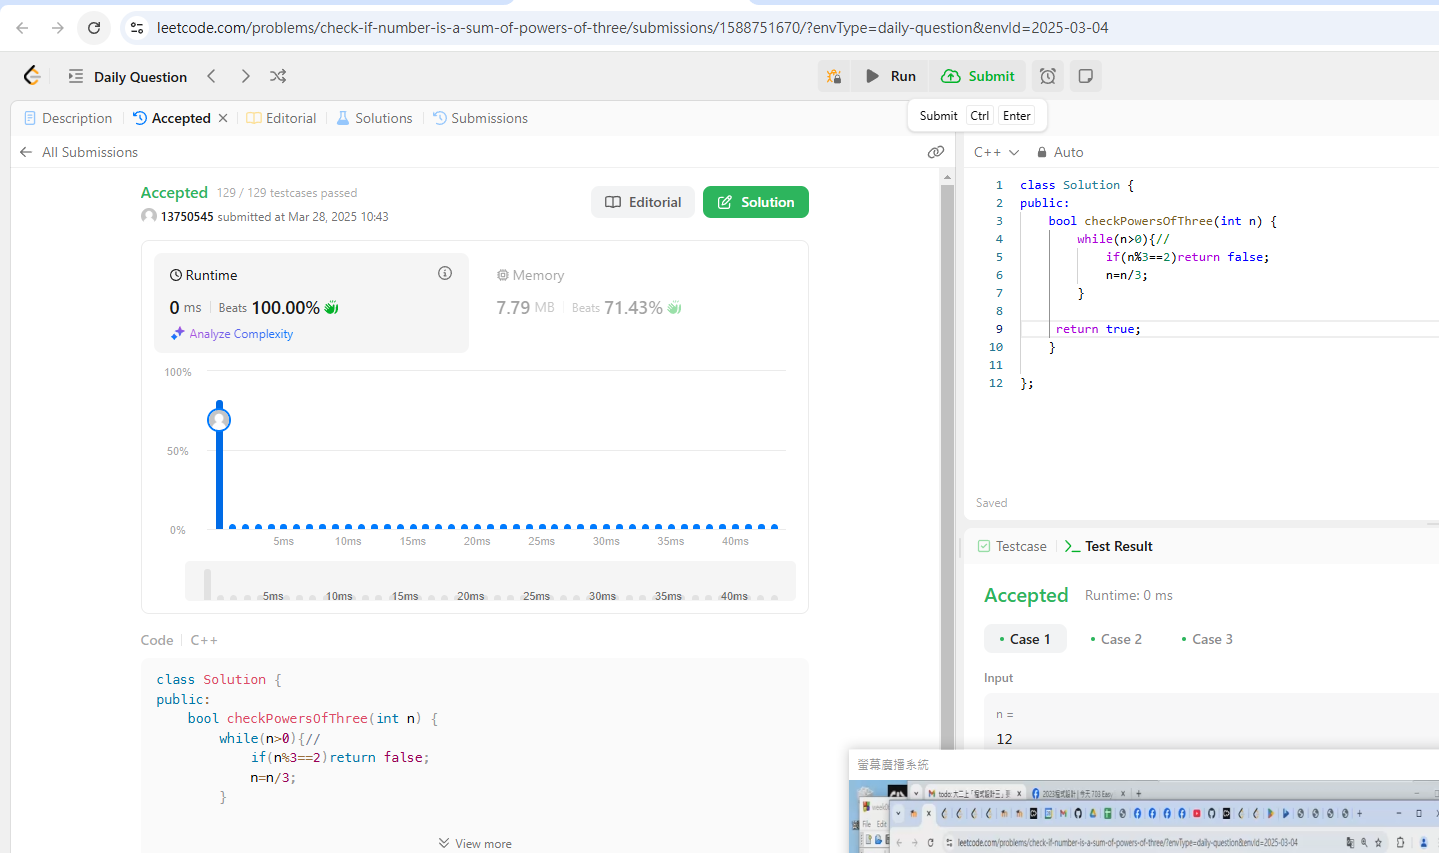 leetcode.com/problems/check-if-number-is-a-sum-of-powers-of-three/submissions/1588751670/?envType=daily-question&envId=2025-03-04
Daily Question
Run
Submit
Description
Accepted
Editorial
Solutions
Submissions
Submit Ctrl Enter
All Submissions
C++
Auto
Accepted 129 / 129 testcases passed
13750545 submitted at Mar 28, 2025 10:43
Editorial
Solution
Runtime
0 ms Beats 100.00%
Analyze Complexity
Memory
7.79 MB Beats 71.43%
100%
50%
0%
5ms 10ms 15ms 20ms 25ms 30ms 35ms 40ms
5ms 10ms 15ms 20ms 25ms 30ms 35ms 40ms
Code C++
class Solution {
public:
bool checkPowersOfThree(int n) {
while(n>0){//
if(n%3==2)return false;
n=n/3;
}
View more
1 class Solution {
2 public:
3 bool checkPowersOfThree(int n) {
4 while(n>0){//
5 if(n%3==2)return false;
6 n=n/3;
7 }
8
9 return true;
10 }
11
12 };
Saved
Testcase
Test Result
Accepted Runtime: 0 ms
Case 1
Case 2
Case 3
Input
n =
12
螢幕廣播系統
File Edit
leetcode.com/problems/check-if-number-is-a-sum-of-powers-of-three/?envType=daily-question&envId=2025-03-04